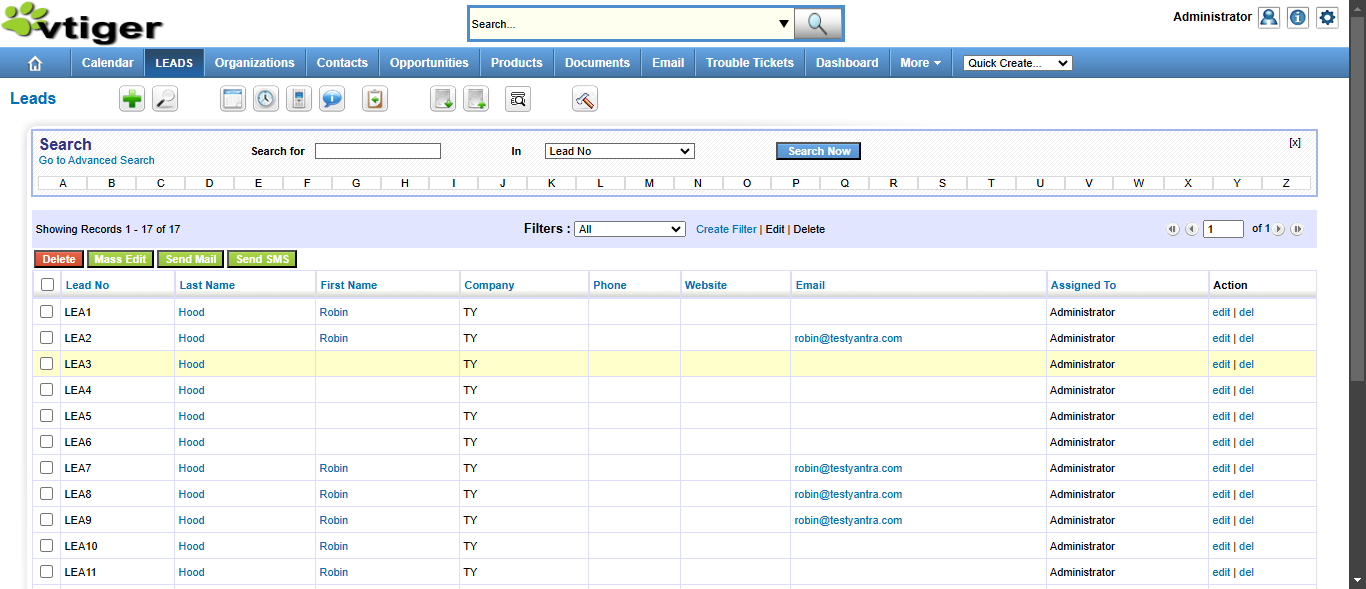 vtiger
Search...
Administrator
Calendar LEADS Organizations Contacts Opportunities Products Documents Email Trouble Tickets Dashboard More Quick Create...
Leads
Search
Go to Advanced Search
Search for In Lead No Search Now [x]
A B C D E F G H I J K L M N O P Q R S T U V W X Y Z
Showing Records 1 - 17 of 17 Filters : All Create Filter | Edit | Delete 1 of 1
Delete Mass Edit Send Mail Send SMS
Lead No Last Name First Name Company Phone Website Email Assigned To Action
LEA1 Hood Robin TY Administrator edit | del
LEA2 Hood Robin TY robin@testyantra.com Administrator edit | del
LEA3 Hood TY Administrator edit | del
LEA4 Hood TY Administrator edit | del
LEA5 Hood TY Administrator edit | del
LEA6 Hood TY Administrator edit | del
LEA7 Hood Robin TY robin@testyantra.com Administrator edit | del
LEA8 Hood Robin TY robin@testyantra.com Administrator edit | del
LEA9 Hood Robin TY robin@testyantra.com Administrator edit | del
LEA10 Hood Robin TY Administrator edit | del
LEA11 Hood Robin TY Administrator edit | del